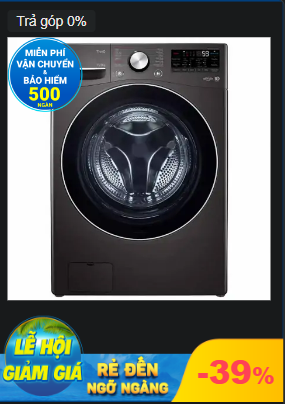 Trả góp 0%
MIỄN PHÍ
VẬN CHUYỂN
&
BẢO HIỂM
500
NGÀN
59
LỄ HỘI
GIẢM GIÁ
RẺ ĐẾN
NGỠ NGÀNG
-39%